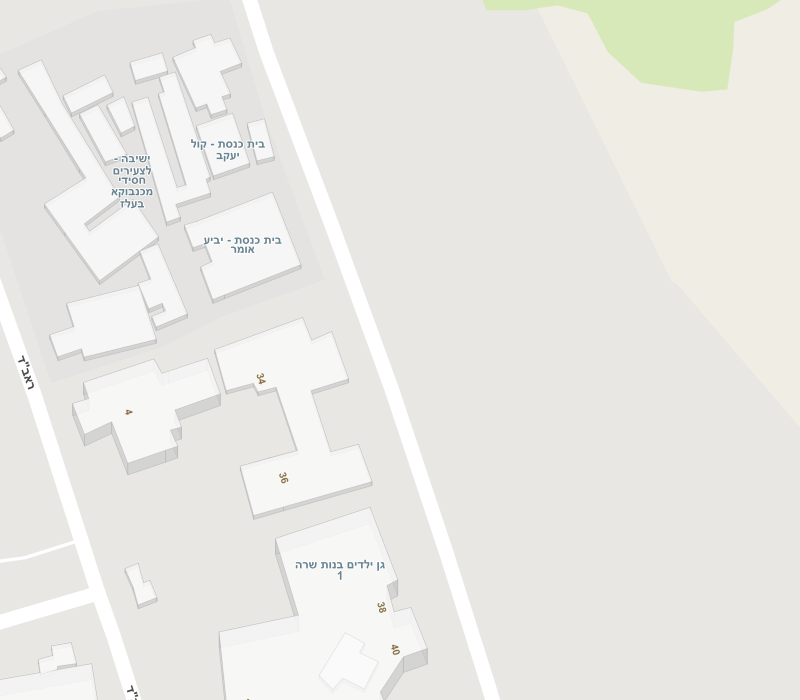 בית כנסת - קול
יעקב
ישיבה -
לצעירים
חסידי
מכנבוקא
בעלז
בית כנסת - יביע
אומר
ראב"ד
34
4
36
גן ילדים בנות שרה
1
38
40